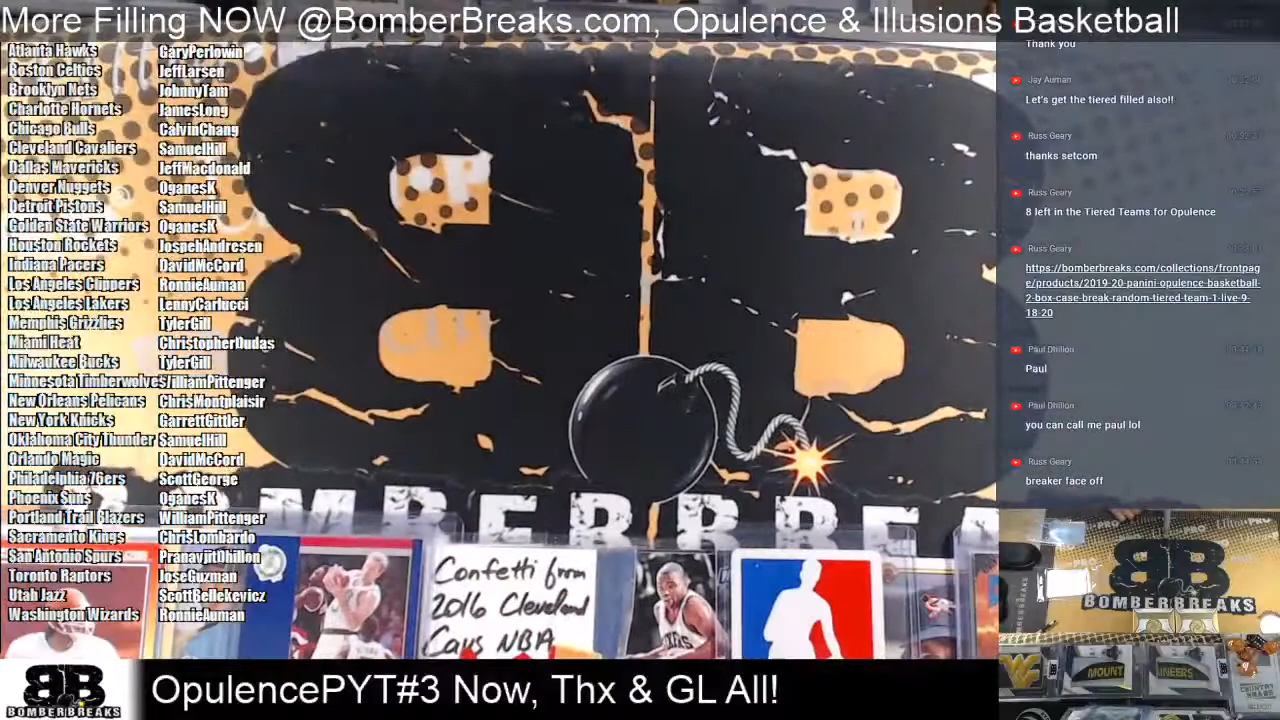 More Filling NOW @BomberBreaks.com, Opulence & Illusions Basketball
Atlanta Hawks GaryPerlowin
Boston Celtics JeffLarsen
Brooklyn Nets JohnnyTam
Charlotte Hornets JamesLong
Chicago Bulls CalvinChang
Cleveland Cavaliers SamuelHill
Dallas Mavericks JeffMacdonald
Denver Nuggets OganesK
Detroit Pistons SamuelHill
Golden State Warriors OganesK
Houston Rockets JospehAndresen
Indiana Pacers DavidMcCord
Los Angeles Clippers RonnieAuman
Los Angeles Lakers LennyCarlucci
Memphis Grizzlies TylerGill
Miami Heat ChristopherDudas
Milwaukee Bucks TylerGill
Minnesota Timberwolves WilliamPittenger
New Orleans Pelicans ChrisMontplaisir
New York Knicks GarrettGittler
Oklahoma City Thunder SamuelHill
Orlando Magic DavidMcCord
Philadelphia 76ers ScottGeorge
Phoenix Suns OganesK
Portland Trail Blazers WilliamPittenger
Sacramento Kings ChrisLombardo
San Antonio Spurs PranavjitDhillon
Toronto Raptors JoseGuzman
Utah Jazz ScottBellekevicz
Washington Wizards RonnieAuman
Confetti from
2016 Cleveland
Cavs NBA
Thank you
Jay Auman
Let's get the tiered filled also!!
Russ Geary
thanks setcom
Russ Geary
8 left in the Tiered Teams for Opulence
Russ Geary
https://bomberbreaks.com/collections/frontpag
e/products/2019-20-panini-opulence-basketball-
2-box-case-break-random-tiered-team-1-live-9-
18-20
Paul Dhillon
Paul
Paul Dhillon
you can call me paul lol
Russ Geary
breaker face off
BB
BOMBERBREAKS
MOUNT
INEERS
BB
BOMBERBREAKS
OpulencePYT#3 Now, Thx & GL All!